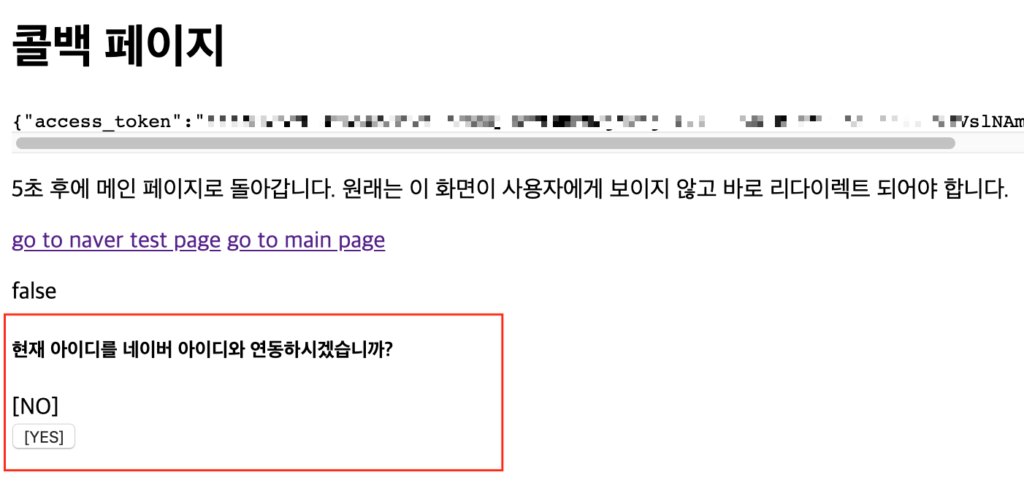 콜백 페이지
{"access_token":"
5초 후에 메인 페이지로 돌아갑니다. 원래는 이 화면이 사용자에게 보이지 않고 바로 리다이렉트 되어야 합니다.
go to naver test page go to main page
false
현재 아이디를 네이버 아이디와 연동하시겠습니까?
[NO]
[YES]